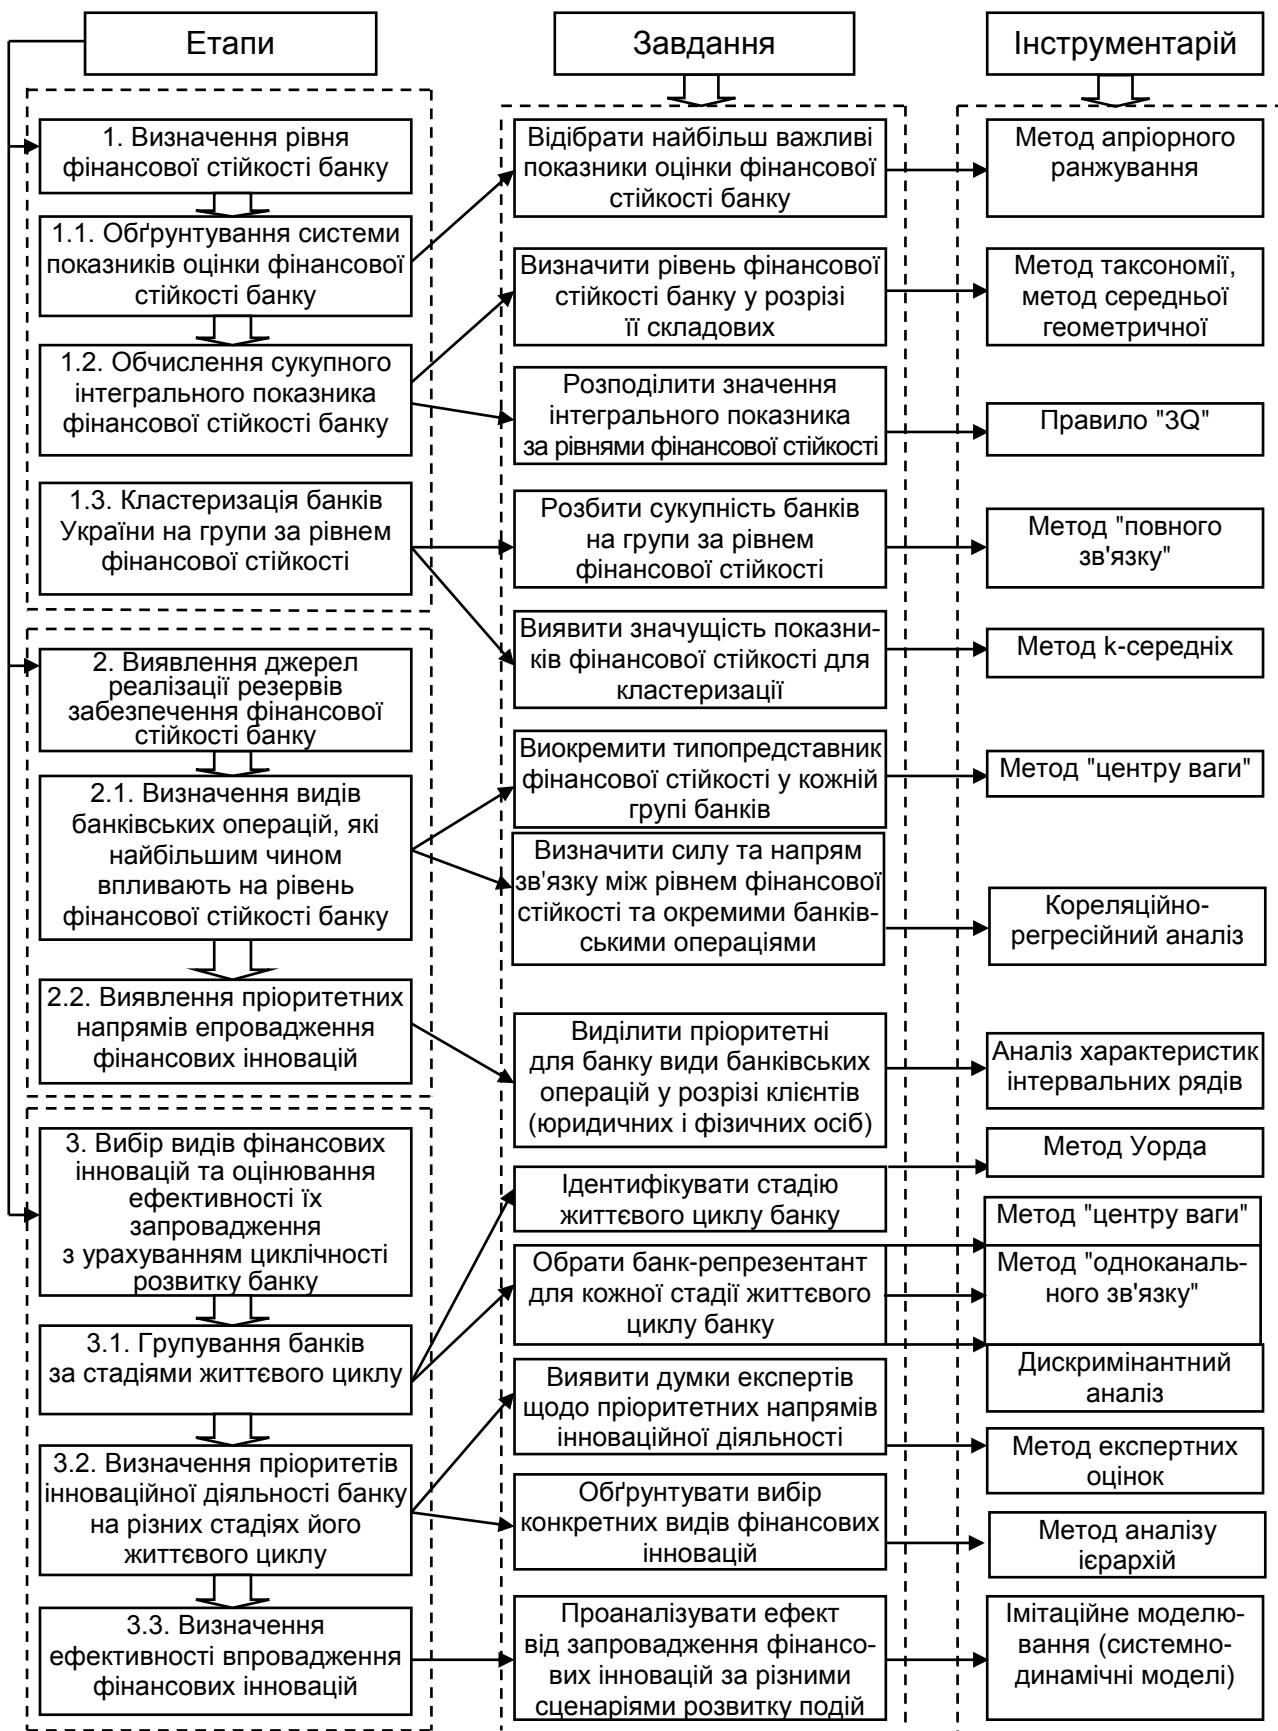 Етапи
Завдання
Інструментарій
1. Визначення рівня
фінансової стійкості банку
1.1. Обґрунтування системи
показників оцінки фінансової
стійкості банку
1.2. Обчислення сукупного
інтегрального показника
фінансової стійкості банку
1.3. Кластеризація банків
України на групи за рівнем
фінансової стійкості
2. Виявлення джерел
реалізації резервів
забезпечення фінансової
стійкості банку
2.1. Визначення видів
банківських операцій, які
найбільшим чином
впливають на рівень
фінансової стійкості банку
2.2. Виявлення пріоритетних
напрямів епровадження
фінансових інновацій
3. Вибір видів фінансових
інновацій та оцінювання
ефективності їх
запровадження
з урахуванням циклічності
розвитку банку
3.1. Групування банків
за стадіями життєвого циклу
3.2. Визначення пріоритетів
інноваційної діяльності банку
на різних стадіях його
життєвого циклу
3.3. Визначення
ефективності впровадження
фінансових інновацій
Відібрати найбільш важливі
показники оцінки фінансової
стійкості банку
Визначити рівень фінансової
стійкості банку у розрізі
її складових
Розподілити значення
інтегрального показника
за рівнями фінансової стійкості
Розбити сукупність банків
на групи за рівнем
фінансової стійкості
Виявити значущість показни-
ків фінансової стійкості для
кластеризації
Виокремити типопредставник
фінансової стійкості у кожній
групі банків
Визначити силу та напрям
зв'язку між рівнем фінансової
стійкості та окремими банків-
ськими операціями
Виділити пріоритетні
для банку види банківських
операцій у розрізі клієнтів
(юридичних і фізичних осіб)
Ідентифікувати стадію
життєвого циклу банку
Обрати банк-репрезентант
для кожної стадії життєвого
циклу банку
Виявити думки експертів
щодо пріоритетних напрямів
інноваційної діяльності
Обґрунтувати вибір
конкретних видів фінансових
інновацій
Проаналізувати ефект
від запровадження фінансо-
вих інновацій за різними
сценаріями розвитку подій
Метод апріорного
ранжування
Метод таксономії,
метод середньої
геометричної
Правило "3Q"
Метод "повного
зв'язку"
Метод k-середніх
Метод "центру ваги"
Кореляційно-
регресійний аналіз
Аналіз характеристик
інтервальних рядів
Метод Уорда
Метод "центру ваги"
Метод "одноканаль-
ного зв'язку"
Дискримінантний
аналіз
Метод експертних
оцінок
Метод аналізу
ієрархій
Імітаційне моделю-
вання (системно-
динамічні моделі)